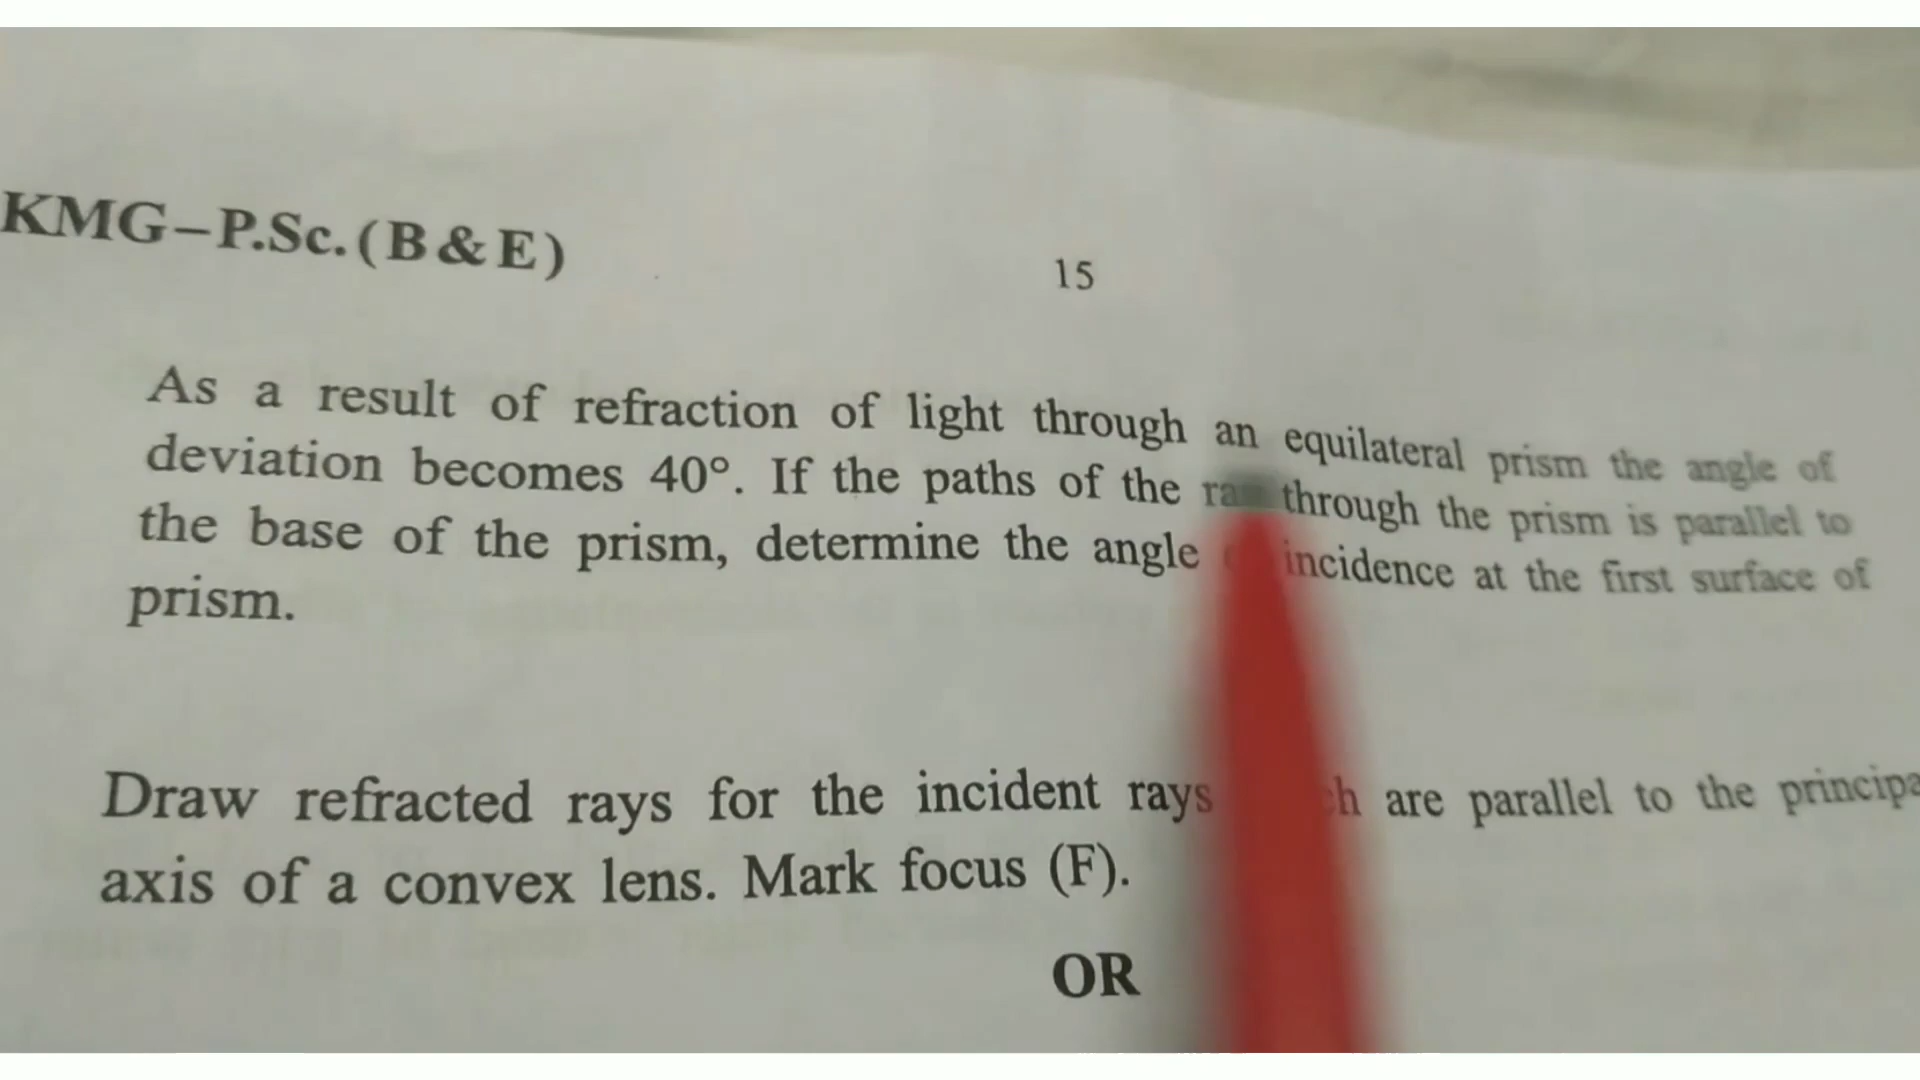 KMG–P.Sc. (B & E)
15
As a result of refraction of light through an equilateral prism the angle of
deviation becomes 40°. If the paths of the through the prism is parallel to
the base of the prism, determine the angle incidence at the first surface of
prism.
Draw refracted rays for the incident rays are parallel to the
axis of a convex lens. Mark focus (F).
OR